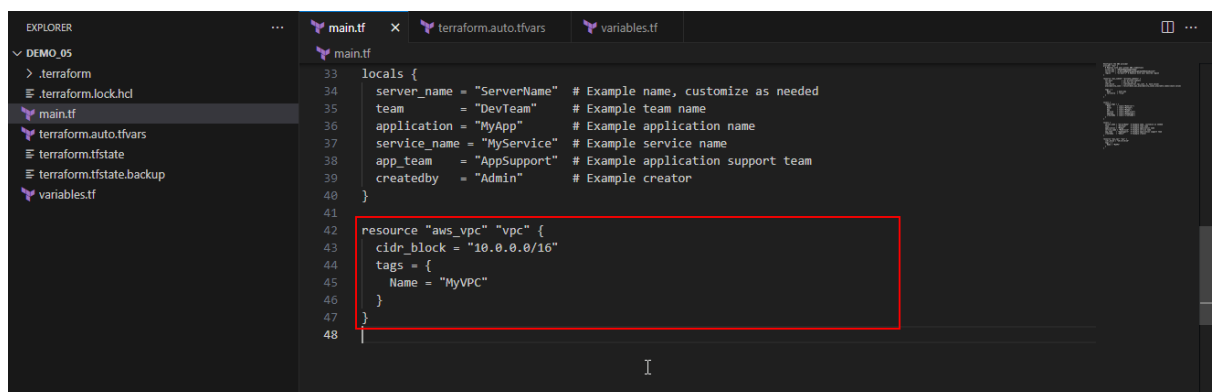 EXPLORER
...
main.tf
terraform.auto.tfvars
variables.tf
...
DEMO_05
.terraform
.terraform.lock.hcl
main.tf
terraform.auto.tfvars
terraform.tfstate
terraform.tfstate.backup
variables.tf
main.tf
33 locals {
34 server_name = "ServerName" # Example name, customize as needed
35 team = "DevTeam" # Example team name
36 application = "MyApp" # Example application name
37 service_name = "MyService" # Example service name
38 app_team = "AppSupport" # Example application support team
39 createdby = "Admin" # Example creator
40 }
41
42 resource "aws_vpc" "vpc" {
43 cidr_block = "10.0.0.0/16"
44 tags = {
45 Name = "MyVPC"
46 }
47 }
48